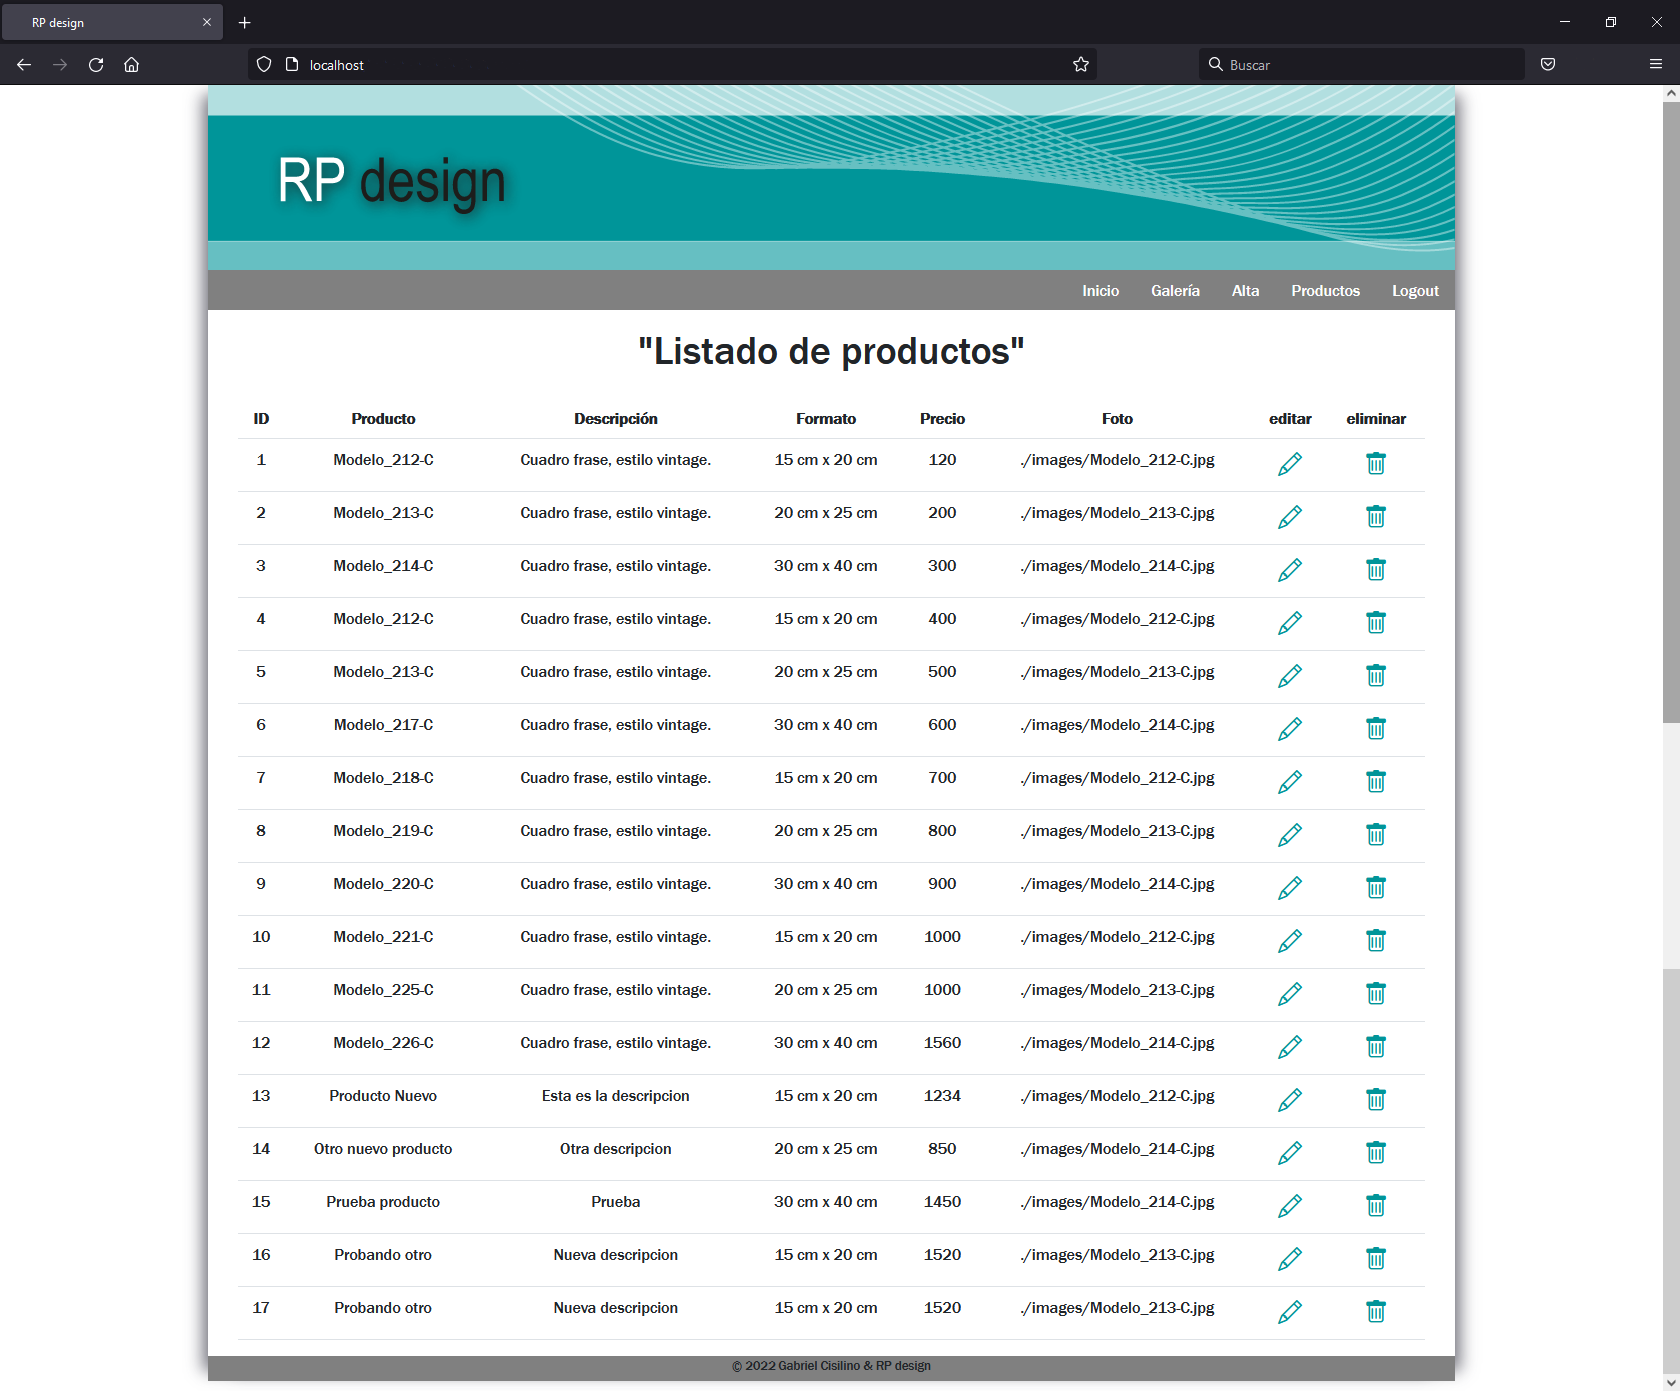 RP design
localhost
Buscar
RP design
Inicio Galería Alta Productos Logout
"Listado de productos"
ID Producto Descripción Formato Precio Foto editar eliminar
1 Modelo_212-C Cuadro frase, estilo vintage. 15 cm x 20 cm 120 ./images/Modelo_212-C.jpg
2 Modelo_213-C Cuadro frase, estilo vintage. 20 cm x 25 cm 200 ./images/Modelo_213-C.jpg
3 Modelo_214-C Cuadro frase, estilo vintage. 30 cm x 40 cm 300 ./images/Modelo_214-C.jpg
4 Modelo_212-C Cuadro frase, estilo vintage. 15 cm x 20 cm 400 ./images/Modelo_212-C.jpg
5 Modelo_213-C Cuadro frase, estilo vintage. 20 cm x 25 cm 500 ./images/Modelo_213-C.jpg
6 Modelo_217-C Cuadro frase, estilo vintage. 30 cm x 40 cm 600 ./images/Modelo_214-C.jpg
7 Modelo_218-C Cuadro frase, estilo vintage. 15 cm x 20 cm 700 ./images/Modelo_212-C.jpg
8 Modelo_219-C Cuadro frase, estilo vintage. 20 cm x 25 cm 800 ./images/Modelo_213-C.jpg
9 Modelo_220-C Cuadro frase, estilo vintage. 30 cm x 40 cm 900 ./images/Modelo_214-C.jpg
10 Modelo_221-C Cuadro frase, estilo vintage. 15 cm x 20 cm 1000 ./images/Modelo_212-C.jpg
11 Modelo_225-C Cuadro frase, estilo vintage. 20 cm x 25 cm 1000 ./images/Modelo_213-C.jpg
12 Modelo_226-C Cuadro frase, estilo vintage. 30 cm x 40 cm 1560 ./images/Modelo_214-C.jpg
13 Producto Nuevo Esta es la descripcion 15 cm x 20 cm 1234 ./images/Modelo_212-C.jpg
14 Otro nuevo producto Otra descripcion 20 cm x 25 cm 850 ./images/Modelo_214-C.jpg
15 Prueba producto Prueba 30 cm x 40 cm 1450 ./images/Modelo_214-C.jpg
16 Probando otro Nueva descripcion 15 cm x 20 cm 1520 ./images/Modelo_213-C.jpg
17 Probando otro Nueva descripcion 15 cm x 20 cm 1520 ./images/Modelo_213-C.jpg
© 2022 Gabriel Cisilino & RP design